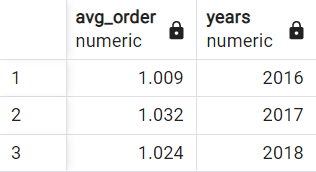 avg_order years
numeric numeric
1 1.009 2016
2 1.032 2017
3 1.024 2018